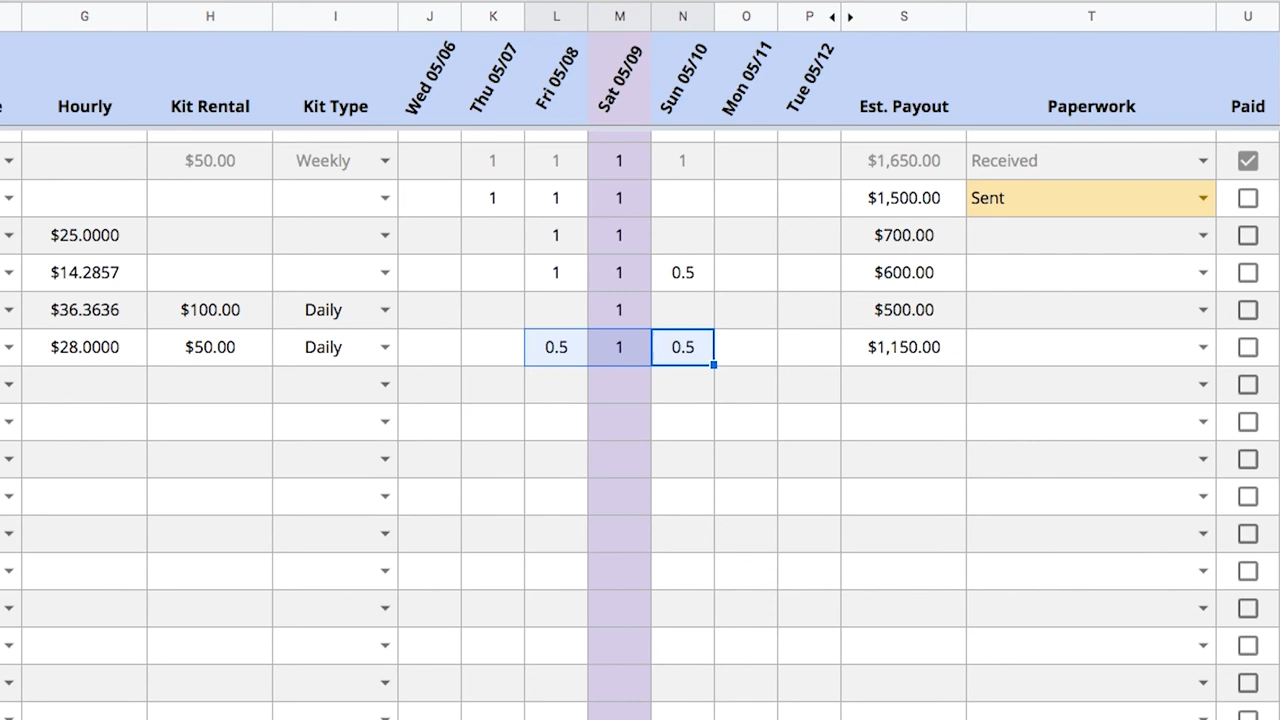 G H I J K L M N O P S T U
e Hourly Kit Rental Kit Type Wed 05/06 Thu 05/07 Fri 05/08 Sat 05/09 Sun 05/10 Mon 05/11 Tue 05/12 Est. Payout Paperwork Paid
$50.00 Weekly 1 1 1 1 $1,650.00 Received
1 1 1 $1,500.00 Sent
$25.0000 1 1 $700.00
$14.2857 1 1 0.5 $600.00
$36.3636 $100.00 Daily 1 $500.00
$28.0000 $50.00 Daily 0.5 1 0.5 $1,150.00